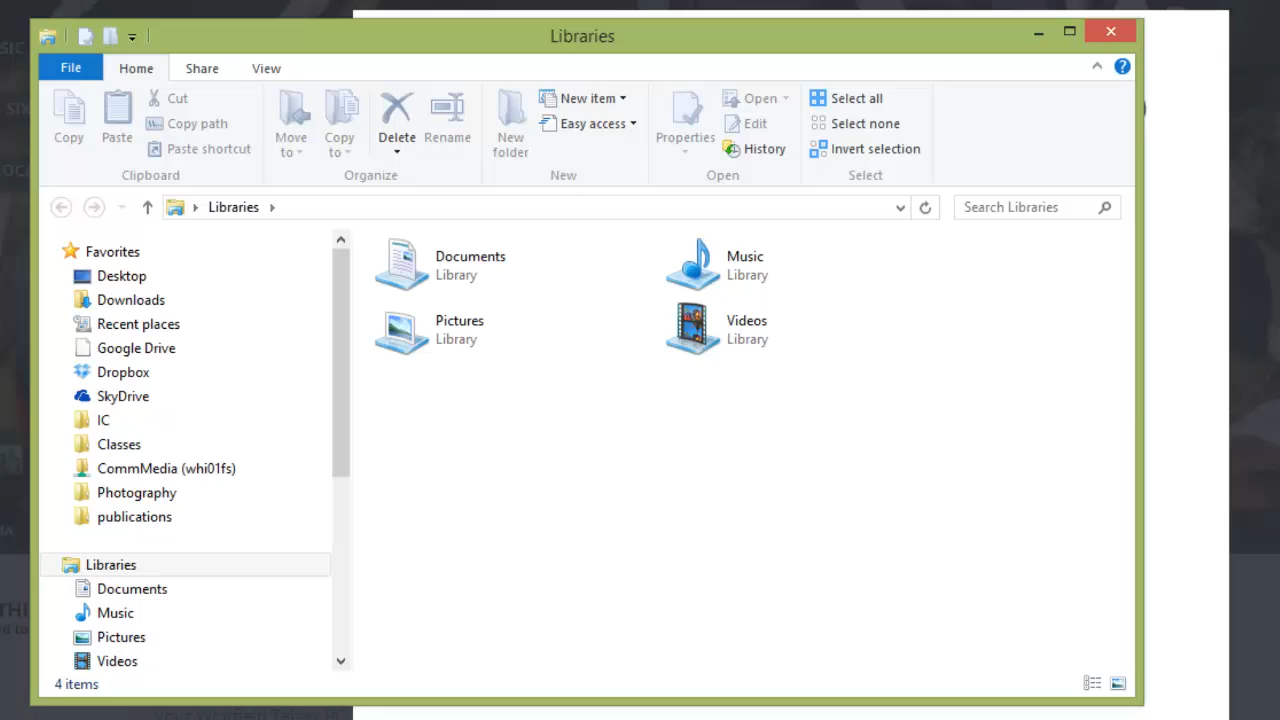 Libraries
File Home Share View
Copy
Paste
Cut
Copy path
Paste shortcut
Clipboard
Move to
Copy to
Delete
Rename
Organize
New folder
New item
Easy access
New
Properties
Open
Edit
History
Open
Select all
Select none
Invert selection
Select
Libraries
Search Libraries
Favorites
Desktop
Downloads
Recent places
Google Drive
Dropbox
SkyDrive
IC
Classes
CommMedia (whi01fs)
Photography
publications
Libraries
Documents
Music
Pictures
Videos
Documents
Library
Music
Library
Pictures
Library
Videos
Library
4 items